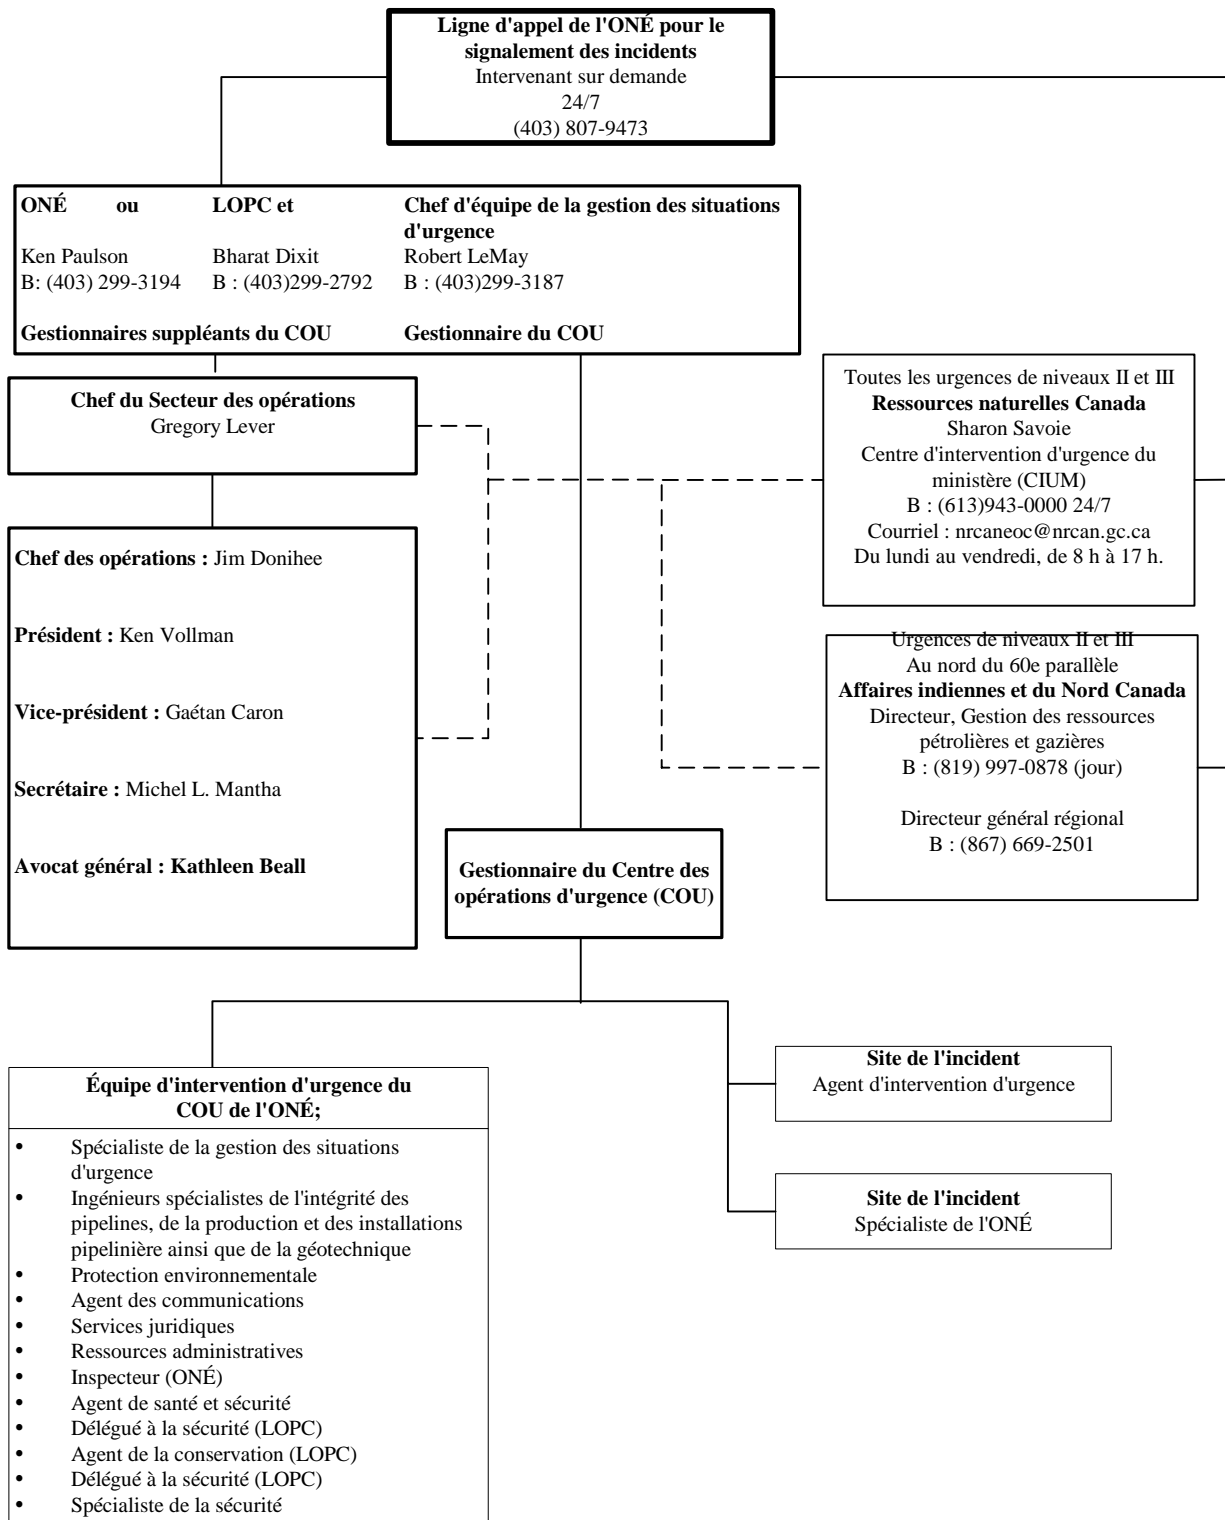 Ligne d'appel de l'ONÉ pour le
signalement des incidents
Intervenant sur demande
24/7
(403) 807-9473
ONÉ ou LOPC et Chef d'équipe de la gestion des situations
d'urgence
Ken Paulson Bharat Dixit Robert LeMay
B: (403) 299-3194 B : (403)299-2792 B : (403)299-3187
Gestionnaires suppléants du COU Gestionnaire du COU
Chef du Secteur des opérations
Gregory Lever
Toutes les urgences de niveaux II et III
Ressources naturelles Canada
Sharon Savoie
Centre d'intervention d'urgence du
ministère (CIUM)
B : (613)943-0000 24/7
Courriel : nrcaneoc@nrcan.gc.ca
Du lundi au vendredi, de 8 h à 17 h.
Chef des opérations : Jim Donihee
Président : Ken Vollman
Vice-président : Gaétan Caron
Secrétaire : Michel L. Mantha
Avocat général : Kathleen Beall
Urgences de niveaux II et III
Au nord du 60e parallèle
Affaires indiennes et du Nord Canada
Directeur, Gestion des ressources
pétrolières et gazières
B : (819) 997-0878 (jour)
Directeur général régional
B : (867) 669-2501
Gestionnaire du Centre des
opérations d'urgence (COU)
Équipe d'intervention d'urgence du
COU de l'ONÉ;
• Spécialiste de la gestion des situations
d'urgence
• Ingénieurs spécialistes de l'intégrité des
pipelines, de la production et des installations
pipelinière ainsi que de la géotechnique
• Protection environnementale
• Agent des communications
• Services juridiques
• Ressources administratives
• Inspecteur (ONÉ)
• Agent de santé et sécurité
• Délégué à la sécurité (LOPC)
• Agent de la conservation (LOPC)
• Délégué à la sécurité (LOPC)
• Spécialiste de la sécurité
Site de l'incident
Agent d'intervention d'urgence
Site de l'incident
Spécialiste de l'ONÉ